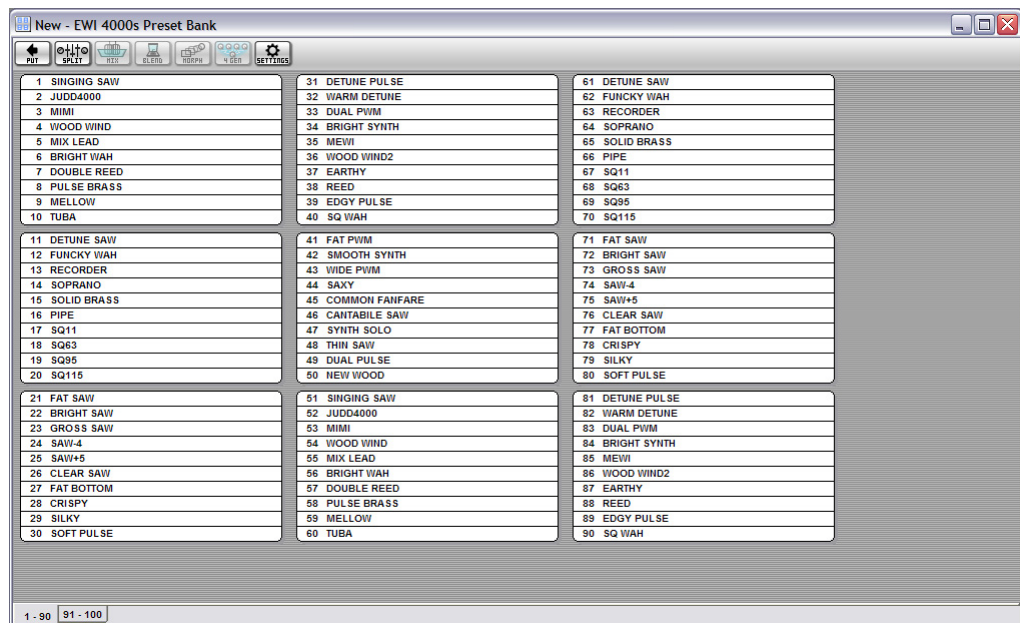 New - EWI 4000s Preset Bank
PUT SPLIT MIX BLEND MORPH 4 GEN SETTINGS
1 SINGING SAW
2 JUDD4000
3 MIMI
4 WOOD WIND
5 MIX LEAD
6 BRIGHT WAH
7 DOUBLE REED
8 PULSE BRASS
9 MELLOW
10 TUBA
11 DETUNE SAW
12 FUNCKY WAH
13 RECORDER
14 SOPRANO
15 SOLID BRASS
16 PIPE
17 SQ11
18 SQ63
19 SQ95
20 SQ115
21 FAT SAW
22 BRIGHT SAW
23 GROSS SAW
24 SAW-4
25 SAW+5
26 CLEAR SAW
27 FAT BOTTOM
28 CRISPY
29 SILKY
30 SOFT PULSE
31 DETUNE PULSE
32 WARM DETUNE
33 DUAL PWM
34 BRIGHT SYNTH
35 MEWI
36 WOOD WIND2
37 EARTHY
38 REED
39 EDGY PULSE
40 SQ WAH
41 FAT PWM
42 SMOOTH SYNTH
43 WIDE PWM
44 SAXY
45 COMMON FANFARE
46 CANTABILE SAW
47 SYNTH SOLO
48 THIN SAW
49 DUAL PULSE
50 NEW WOOD
51 SINGING SAW
52 JUDD4000
53 MIMI
54 WOOD WIND
55 MIX LEAD
56 BRIGHT WAH
57 DOUBLE REED
58 PULSE BRASS
59 MELLOW
60 TUBA
61 DETUNE SAW
62 FUNCKY WAH
63 RECORDER
64 SOPRANO
65 SOLID BRASS
66 PIPE
67 SQ11
68 SQ63
69 SQ95
70 SQ115
71 FAT SAW
72 BRIGHT SAW
73 GROSS SAW
74 SAW-4
75 SAW+5
76 CLEAR SAW
77 FAT BOTTOM
78 CRISPY
79 SILKY
80 SOFT PULSE
81 DETUNE PULSE
82 WARM DETUNE
83 DUAL PWM
84 BRIGHT SYNTH
85 MEWI
86 WOOD WIND2
87 EARTHY
88 REED
89 EDGY PULSE
90 SQ WAH
1 - 90 91 - 100